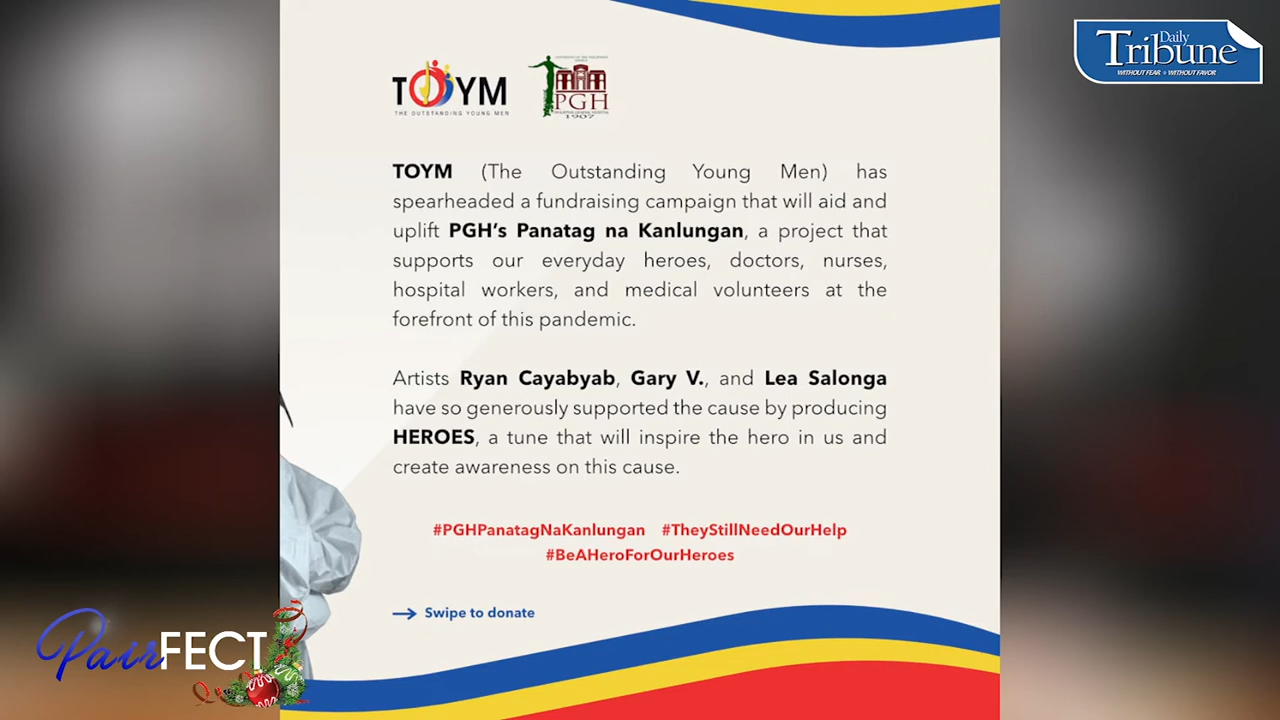 Daily
Tribune
WITHOUT FEAR • WITHOUT FAVOR
TOYM
THE OUTSTANDING YOUNG MEN
PGH
1907
TOYM (The Outstanding Young Men) has
spearheaded a fundraising campaign that will aid and
uplift PGH's Panatag na Kanlungan, a project that
supports our everyday heroes, doctors, nurses,
hospital workers, and medical volunteers at the
forefront of this pandemic.
Artists Ryan Cayabyab, Gary V., and Lea Salonga
have so generously supported the cause by producing
HEROES, a tune that will inspire the hero in us and
create awareness on this cause.
#PGHPanatagNaKanlungan #TheyStillNeedOurHelp
#BeAHeroForOurHeroes
Swipe to donate
PairFECT